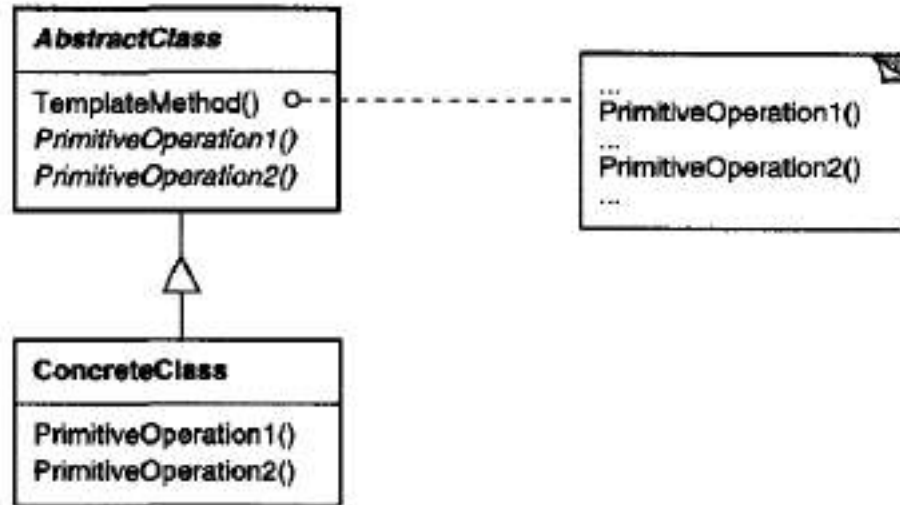 AbstractClass
TemplateMethod()
PrimitiveOperation1()
PrimitiveOperation2()
...
PrimitiveOperation1()
...
PrimitiveOperation2()
...
ConcreteClass
PrimitiveOperation1()
PrimitiveOperation2()